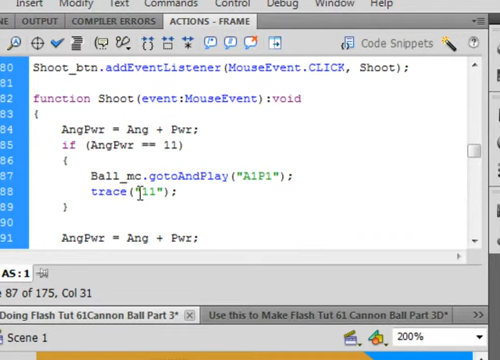 Insert Modify Text Commands Control Debug Window Help
OUTPUT COMPILER ERRORS ACTIONS - FRAME
Code Snippets
80 Shoot_btn.addEventListener(MouseEvent.CLICK, Shoot);
81
82 function Shoot(event:MouseEvent):void
83 {
84 AngPwr = Ang + Pwr;
85 if (AngPwr == 11)
86 {
87 Ball_mc.gotoAndPlay("A1P1");
88 trace("11");
89 }
90
91 AngPwr = Ang + Pwr;
AS : 1
e 87 of 175, Col 31
Doing Flash Tut 61Cannon Ball Part 3* Use this to Make Flash Tut 61 Cannon Ball Part 3D*
Scene 1 200%